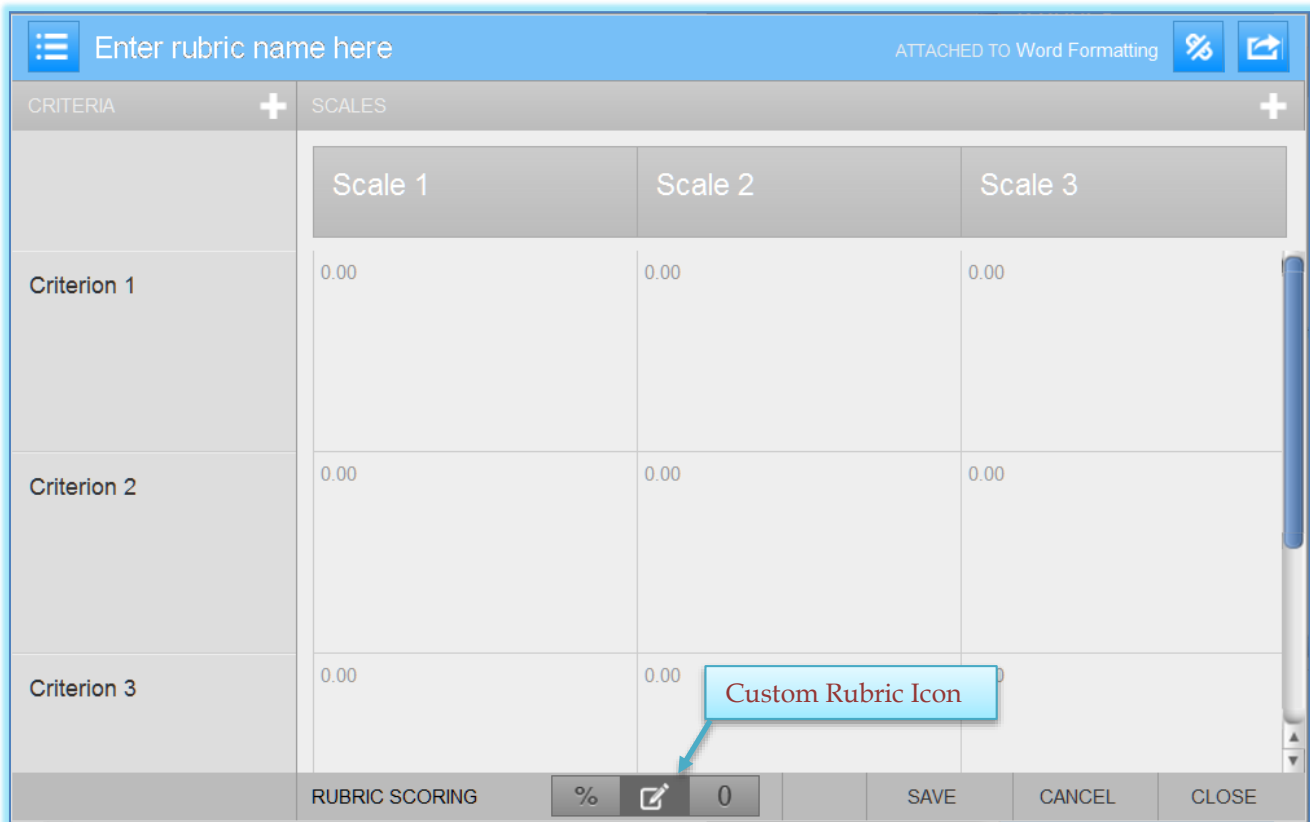 Enter rubric name here
ATTACHED TO Word Formatting
CRITERIA
SCALES
Scale 1
Scale 2
Scale 3
Criterion 1
0.00
0.00
0.00
Criterion 2
0.00
0.00
0.00
Criterion 3
0.00
0.00
Custom Rubric Icon
RUBRIC SCORING
%
0
SAVE
CANCEL
CLOSE